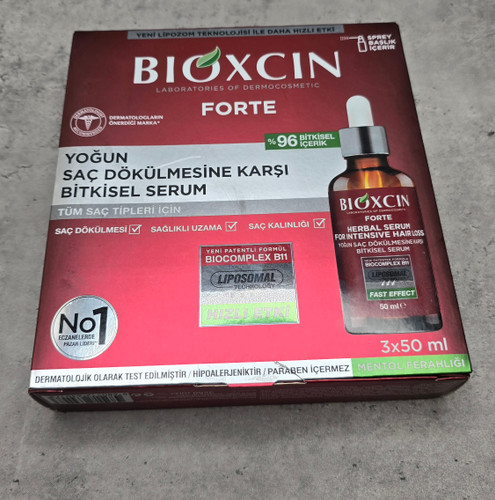 YENİ LİPOZOM TEKNOLOJİSİ İLE DAHA HIZLI ETKİ
SPREY
BAŞLIK
İÇERİR
BIOXCIN
LABORATORIES OF DERMOCOSMETIC
FORTE
DERMATOLOGLARIN
ÖNERDİĞİ MARKA
%96 BİTKİSEL
İÇERİK
YOĞUN
SAÇ DÖKÜLMESİNE KARŞI
BİTKİSEL SERUM
TÜM SAÇ TİPLERİ İÇİN
SAÇ DÖKÜLMESİ
SAĞLIKLI UZAMA
SAÇ KALINLIĞI
YENİ PATENTLİ FORMÜL
BIOCOMPLEX B11
LIPOSOMAL
TECHNOLOGY
HIZLI ETKİ
BIOXCIN
LABORATORIES OF DERMOCOSMETIC
FORTE
HERBAL SERUM
FOR INTENSIVE HAIR LOSS
YOĞUN SAÇ DÖKÜLMESİNE KARŞI
BİTKİSEL SERUM
BIOCOMPLEX B11
LIPOSOMAL
FAST EFFECT
50 ml e
No1
ECZANELERDE
PAZAR LİDERİ
3x50 ml
MENTOL FERAHLIĞI
DERMATOLOJİK OLARAK TEST EDİLMİŞTİR / HİPOALERJENİKTİR / PARABEN İÇERMEZ